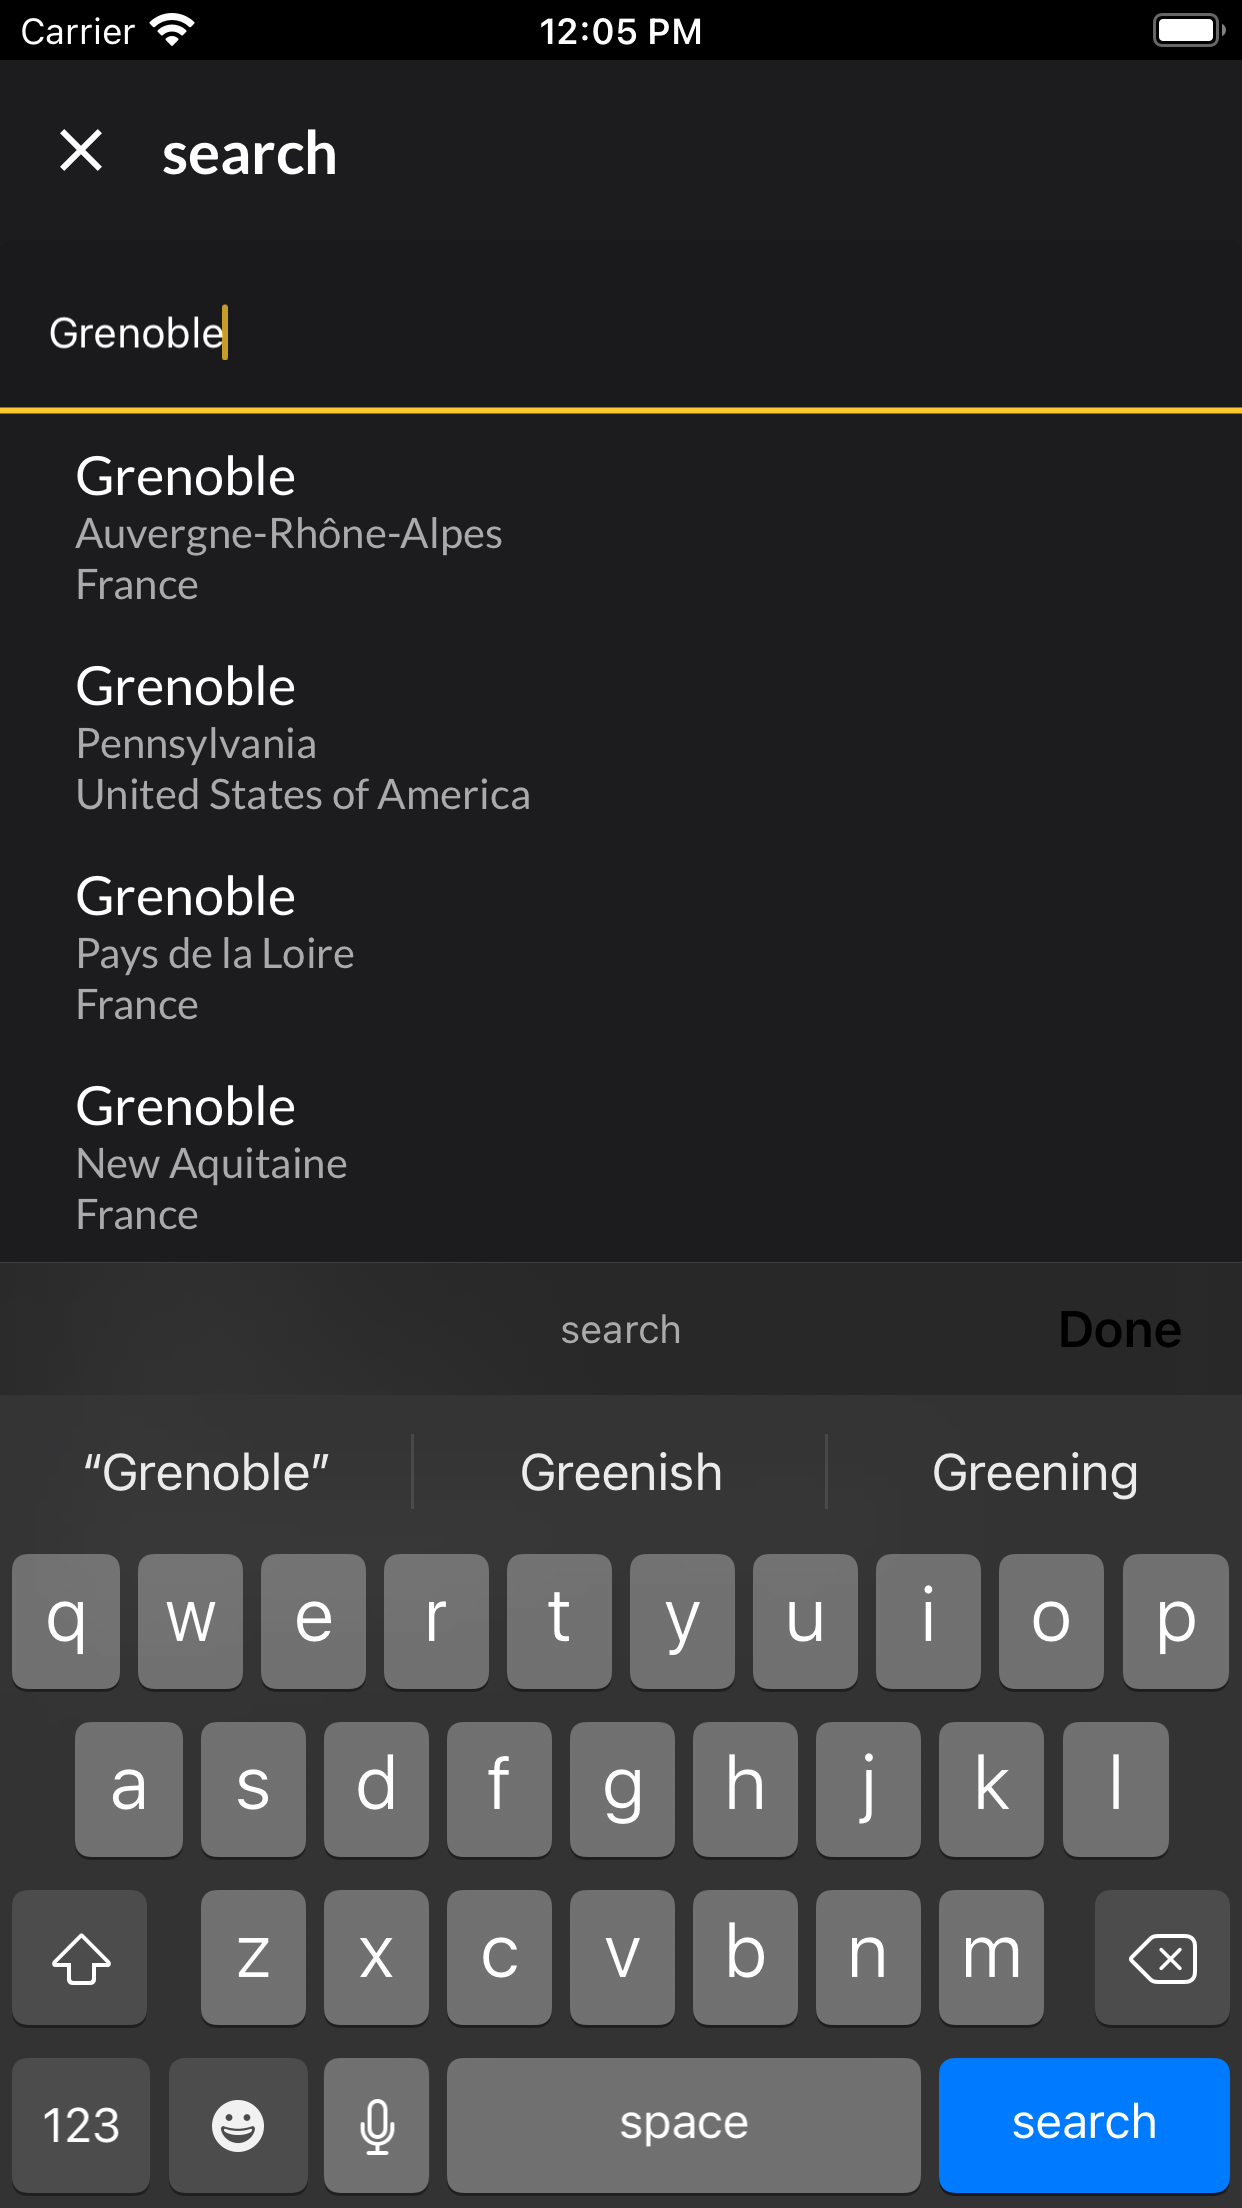 Carrier 12:05 PM
search
Grenoble
Grenoble
Auvergne-Rhône-Alpes
France
Grenoble
Pennsylvania
United States of America
Grenoble
Pays de la Loire
France
Grenoble
New Aquitaine
France
search Done
“Grenoble” Greenish Greening
q w e r t y u i o p
a s d f g h j k l
z x c v b n m
123 space search